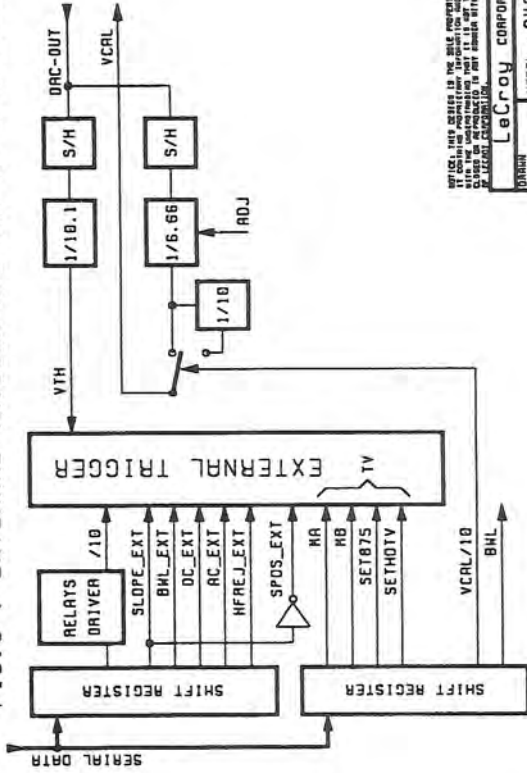 SERIAL DATA
SHIFT REGISTER
SHIFT REGISTER
RELAYS
DRIVER
/10
SLOPE_EXT
BWL_EXT
DC_EXT
AC_EXT
HFREJ_EXT
SPOS_EXT
MA
MB
SET875
SETHOTV
TV
EXTERNAL TRIGGER
VTH
1/10.1
S/H
DAC-OUT
VCAL
1/6.66
S/H
ADJ
1/10
VCAL/10
BWL
LeCroy CORPOR
DRAWN